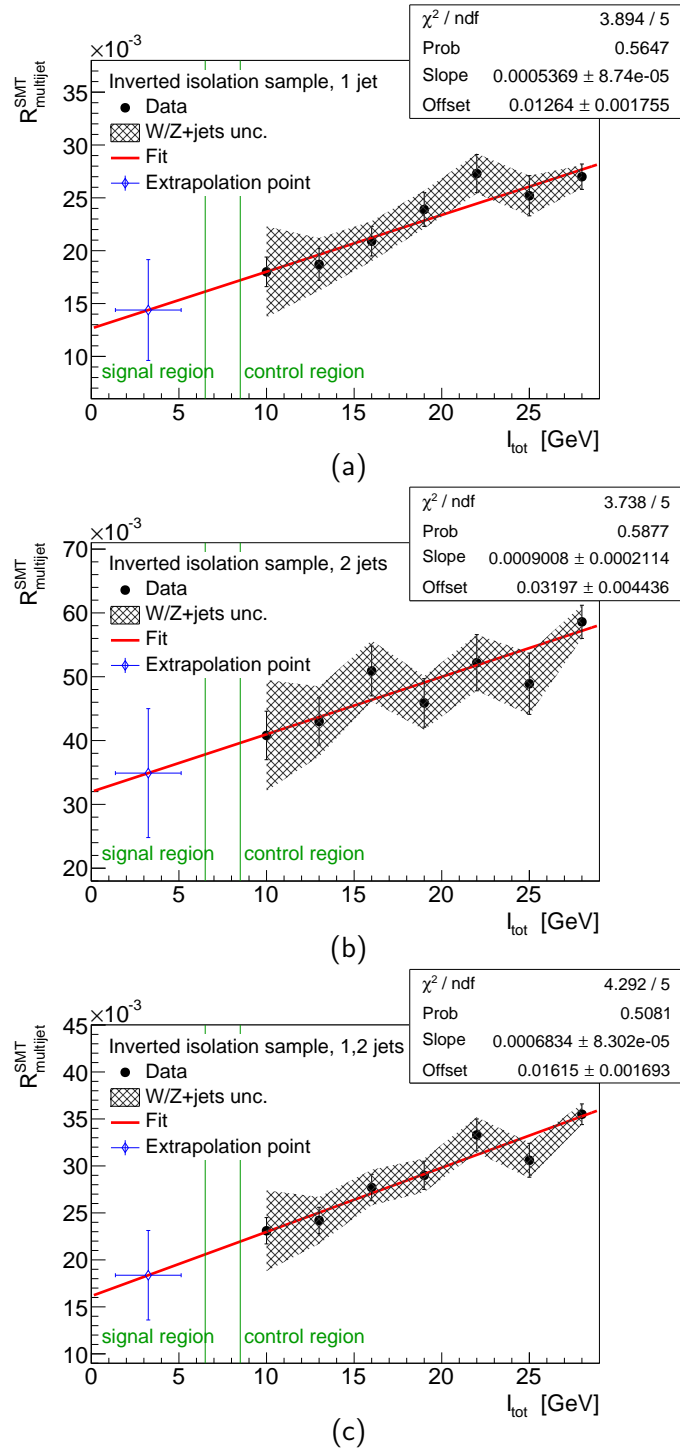 χ² / ndf 3.894 / 5
Prob 0.5647
Slope 0.0005369 ± 8.74e-05
Offset 0.01264 ± 0.001755
×10⁻³
R^SMT_multijet
Inverted isolation sample, 1 jet
Data
W/Z+jets unc.
Fit
Extrapolation point
35
30
25
20
15
10
signal region control region
0 5 10 15 20 25
I_tot [GeV]
(a)
χ² / ndf 3.738 / 5
Prob 0.5877
Slope 0.0009008 ± 0.0002114
Offset 0.03197 ± 0.004436
×10⁻³
R^SMT_multijet
Inverted isolation sample, 2 jets
Data
W/Z+jets unc.
Fit
Extrapolation point
70
60
50
40
30
20
signal region control region
0 5 10 15 20 25
I_tot [GeV]
(b)
χ² / ndf 4.292 / 5
Prob 0.5081
Slope 0.0006834 ± 8.302e-05
Offset 0.01615 ± 0.001693
×10⁻³
R^SMT_multijet
Inverted isolation sample, 1,2 jets
Data
W/Z+jets unc.
Fit
Extrapolation point
45
40
35
30
25
20
15
10
signal region control region
0 5 10 15 20 25
I_tot [GeV]
(c)